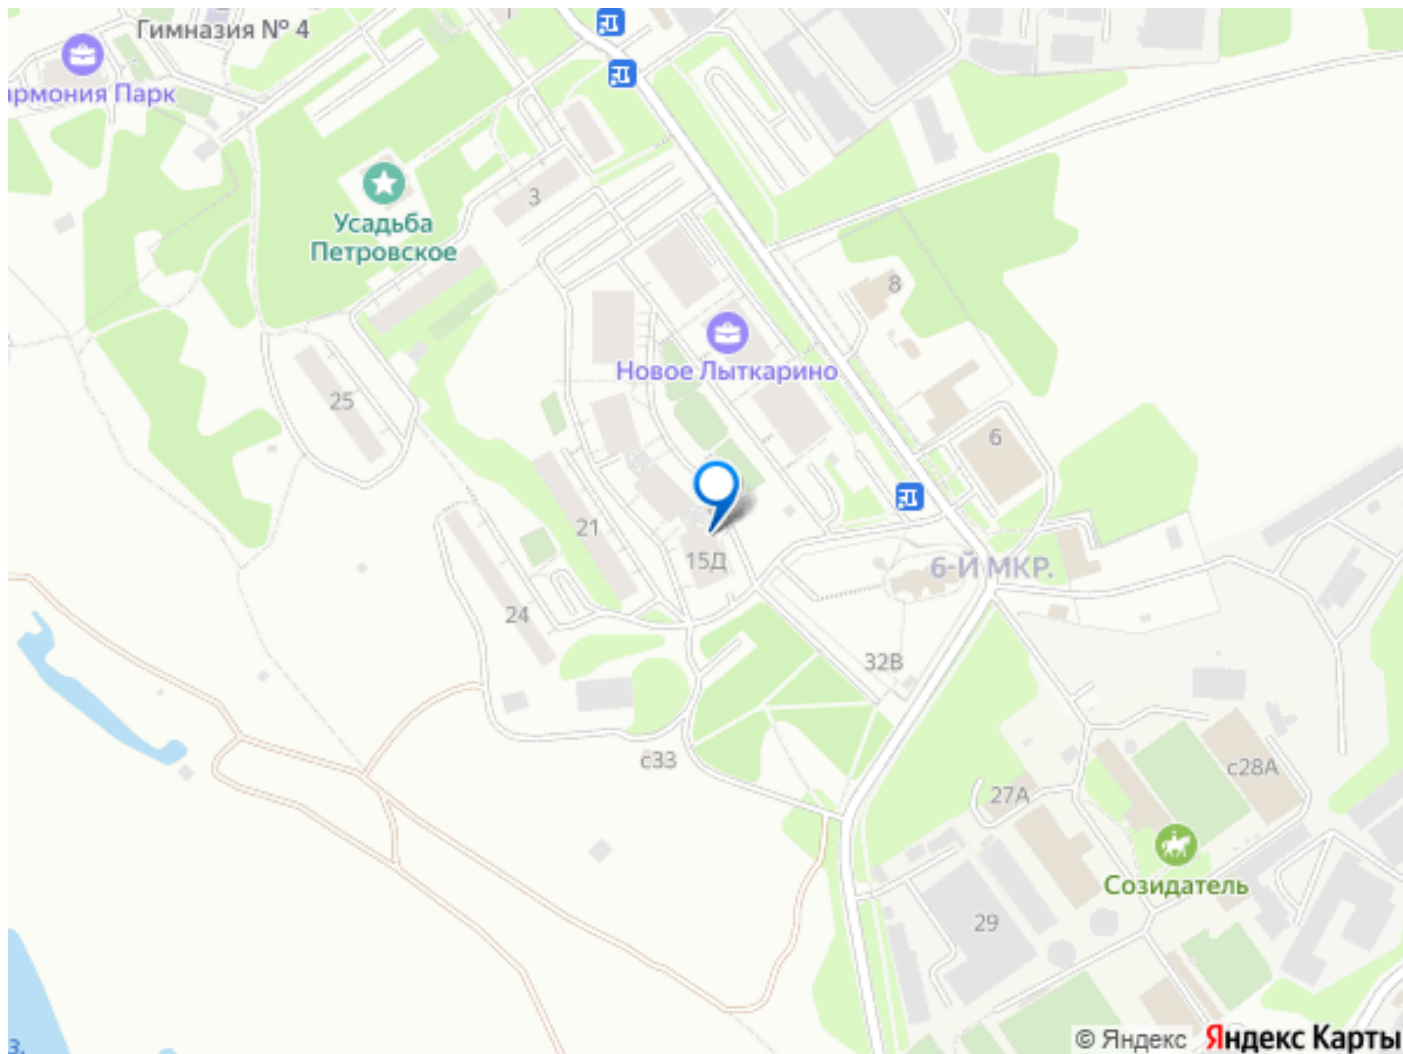 Гимназия № 4
армония Парк
3
Усадьба
Петровское
8
Новое Лыткарино
25
6
21
15Д
6-Й МКР.
24
32В
с33
с28А
27А
Созидатель
29
з.
© Яндекс Яндекс Карты